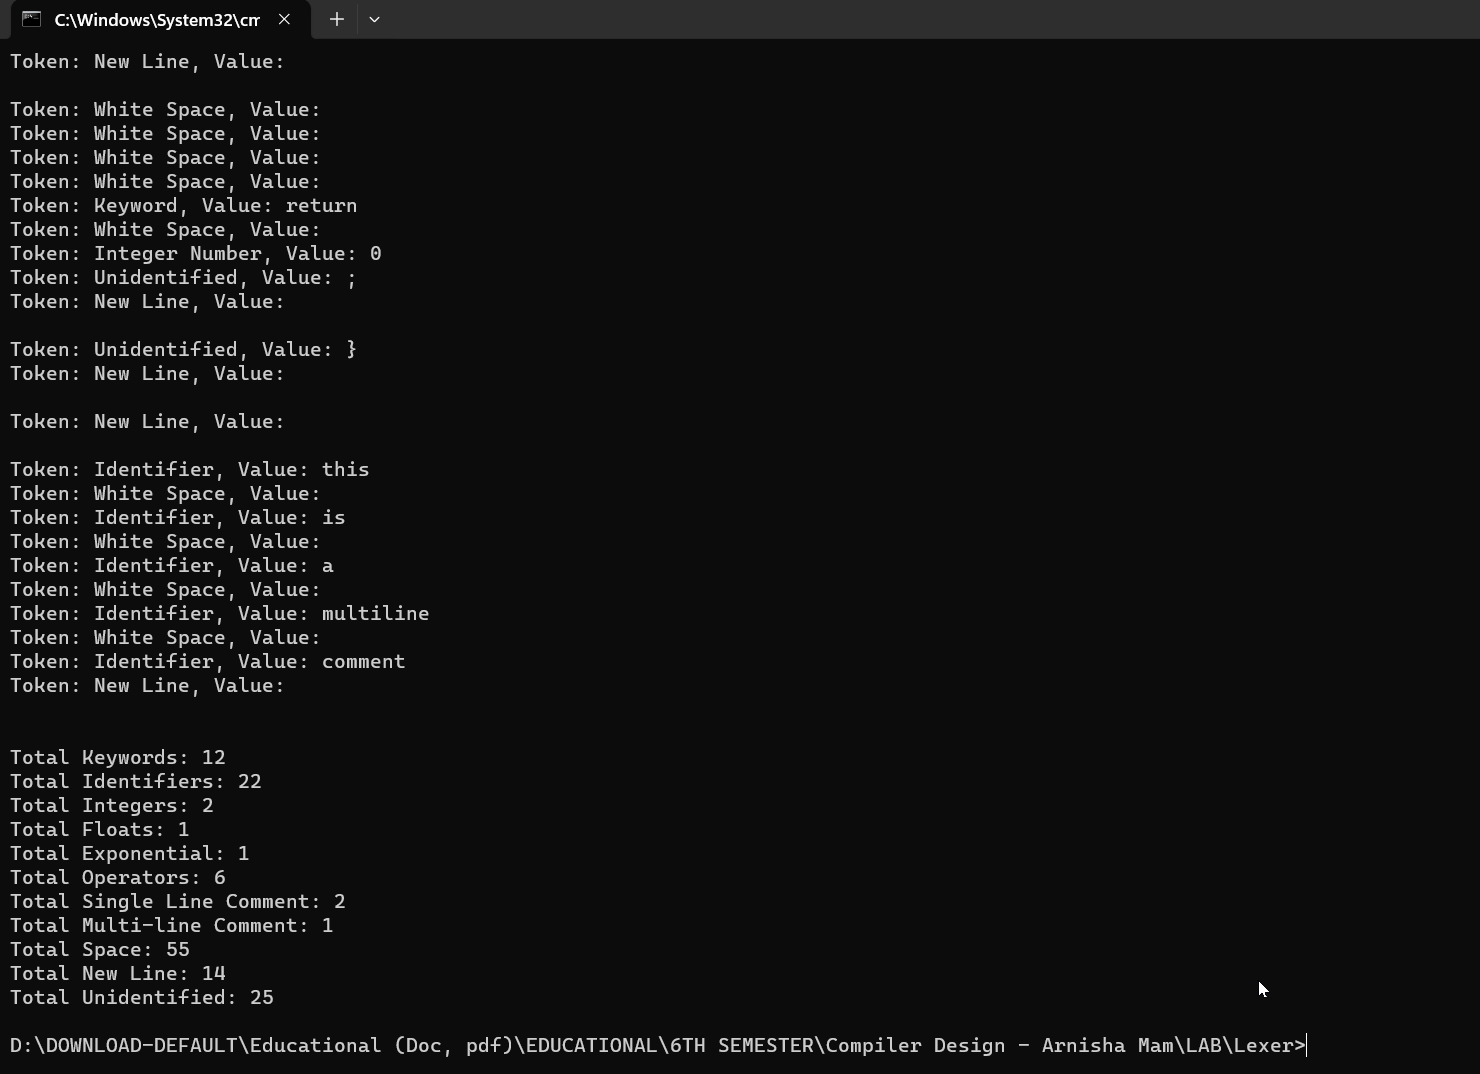 C:\Windows\System32\cm
Token: New Line, Value:
Token: White Space, Value:
Token: White Space, Value:
Token: White Space, Value:
Token: White Space, Value:
Token: Keyword, Value: return
Token: White Space, Value:
Token: Integer Number, Value: 0
Token: Unidentified, Value: ;
Token: New Line, Value:
Token: Unidentified, Value: }
Token: New Line, Value:
Token: New Line, Value:
Token: Identifier, Value: this
Token: White Space, Value:
Token: Identifier, Value: is
Token: White Space, Value:
Token: Identifier, Value: a
Token: White Space, Value:
Token: Identifier, Value: multiline
Token: White Space, Value:
Token: Identifier, Value: comment
Token: New Line, Value:
Total Keywords: 12
Total Identifiers: 22
Total Integers: 2
Total Floats: 1
Total Exponential: 1
Total Operators: 6
Total Single Line Comment: 2
Total Multi-line Comment: 1
Total Space: 55
Total New Line: 14
Total Unidentified: 25
D:\DOWNLOAD-DEFAULT\Educational (Doc, pdf)\EDUCATIONAL\6TH SEMESTER\Compiler Design - Arnisha Mam\LAB\Lexer>